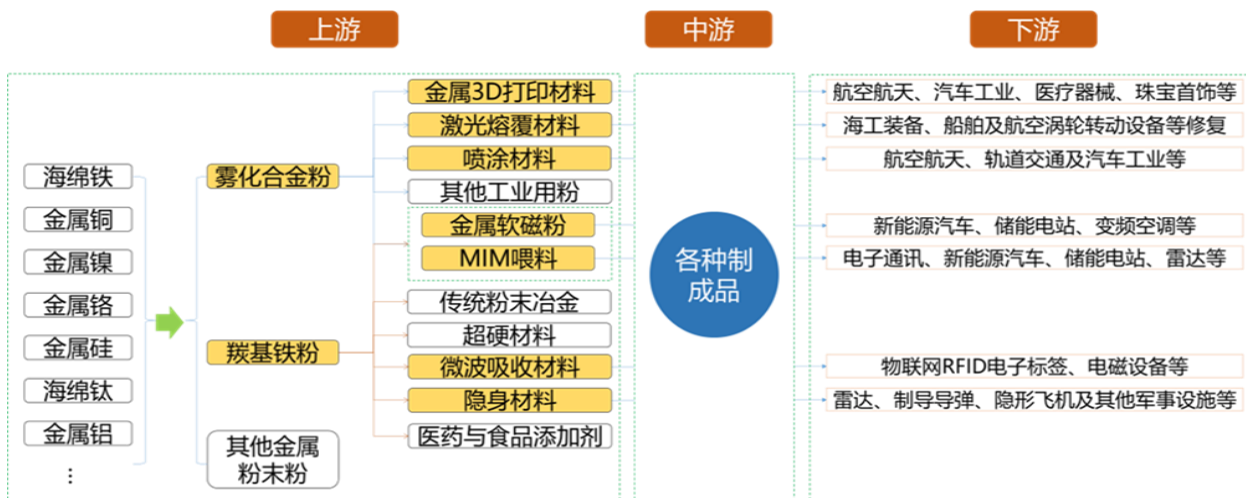 上游
中游
下游
海绵铁
金属铜
金属镍
金属铬
金属硅
海绵钛
金属铝
⋮
雾化合金粉
羰基铁粉
其他金属
粉末粉
金属3D打印材料
激光熔覆材料
喷涂材料
其他工业用粉
金属软磁粉
MIM喂料
传统粉末冶金
超硬材料
微波吸收材料
隐身材料
医药与食品添加剂
各种制
成品
航空航天、汽车工业、医疗器械、珠宝首饰等
海工装备、船舶及航空涡轮转动设备等修复
航空航天、轨道交通及汽车工业等
新能源汽车、储能电站、变频空调等
电子通讯、新能源汽车、储能电站、雷达等
物联网RFID电子标签、电磁设备等
雷达、制导导弹、隐形飞机及其他军事设施等